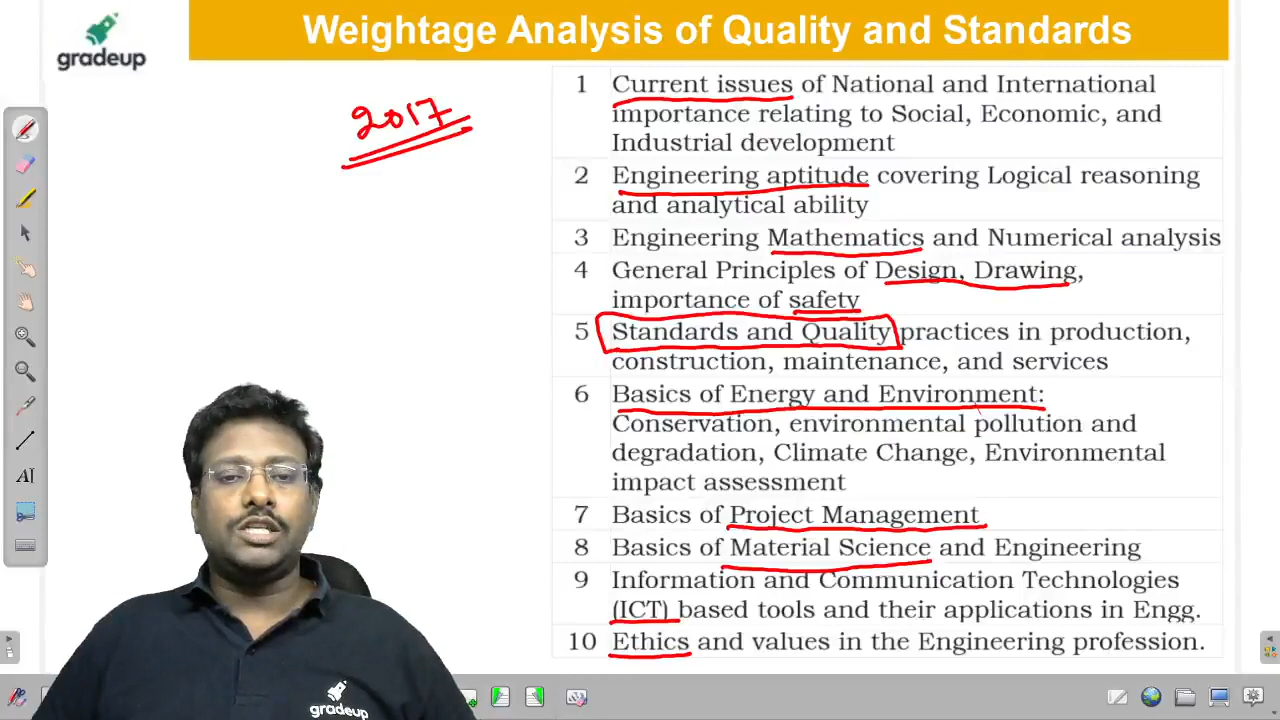 Weightage Analysis of Quality and Standards
gradeup
2017
1 Current issues of National and International
importance relating to Social, Economic, and
Industrial development
2 Engineering aptitude covering Logical reasoning
and analytical ability
3 Engineering Mathematics and Numerical analysis
4 General Principles of Design, Drawing,
importance of safety
5 Standards and Quality practices in production,
construction, maintenance, and services
6 Basics of Energy and Environment:
Conservation, environmental pollution and
degradation, Climate Change, Environmental
impact assessment
7 Basics of Project Management
8 Basics of Material Science and Engineering
9 Information and Communication Technologies
(ICT) based tools and their applications in Engg.
10 Ethics and values in the Engineering profession.
AI
gradeup